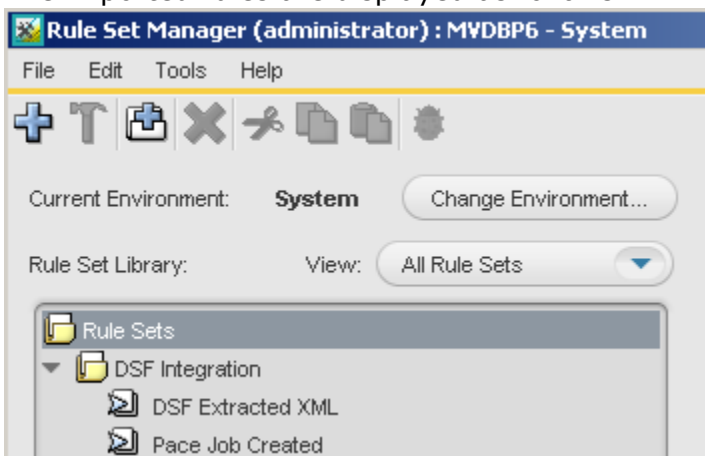 Rule Set Manager (administrator) : MVDBP6 - System
File Edit Tools Help
Current Environment: System Change Environment...
Rule Set Library: View: All Rule Sets
Rule Sets
DSF Integration
DSF Extracted XML
Pace Job Created